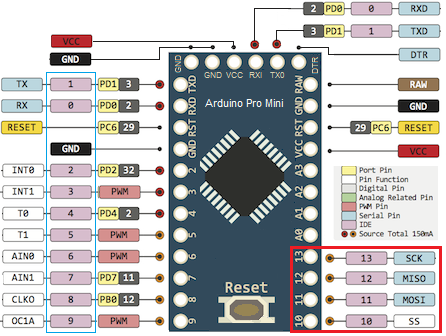 2 PD0 0 RXD
3 PD1 1 TXD
DTR
VCC
GND
GND VCC RXI TX0 DTR
TX 1 PD1 3 TXD RAW RAW
RX 0 PD0 2 RXD GND GND
RESET PC6 29 RST RST 29 PC6 RESET
GND GND VCC VCC
Arduino Pro Mini
INT0 2 PD2 32 2 A3
INT1 3 PWM 3 A2
T0 4 PD4 2 4 A1
T1 5 PWM 5 A0
AIN0 6 PWM 6 13 13 SCK
AIN1 7 PD7 11 7 12 12 MISO
CLKO 8 PB0 12 8 11 11 MOSI
OC1A 9 PWM 9 10 10 SS
Reset
Port Pin
Pin Function
Digital Pin
Analog Related Pin
PWM Pin
Serial Pin
IDE
Source Total 150mA